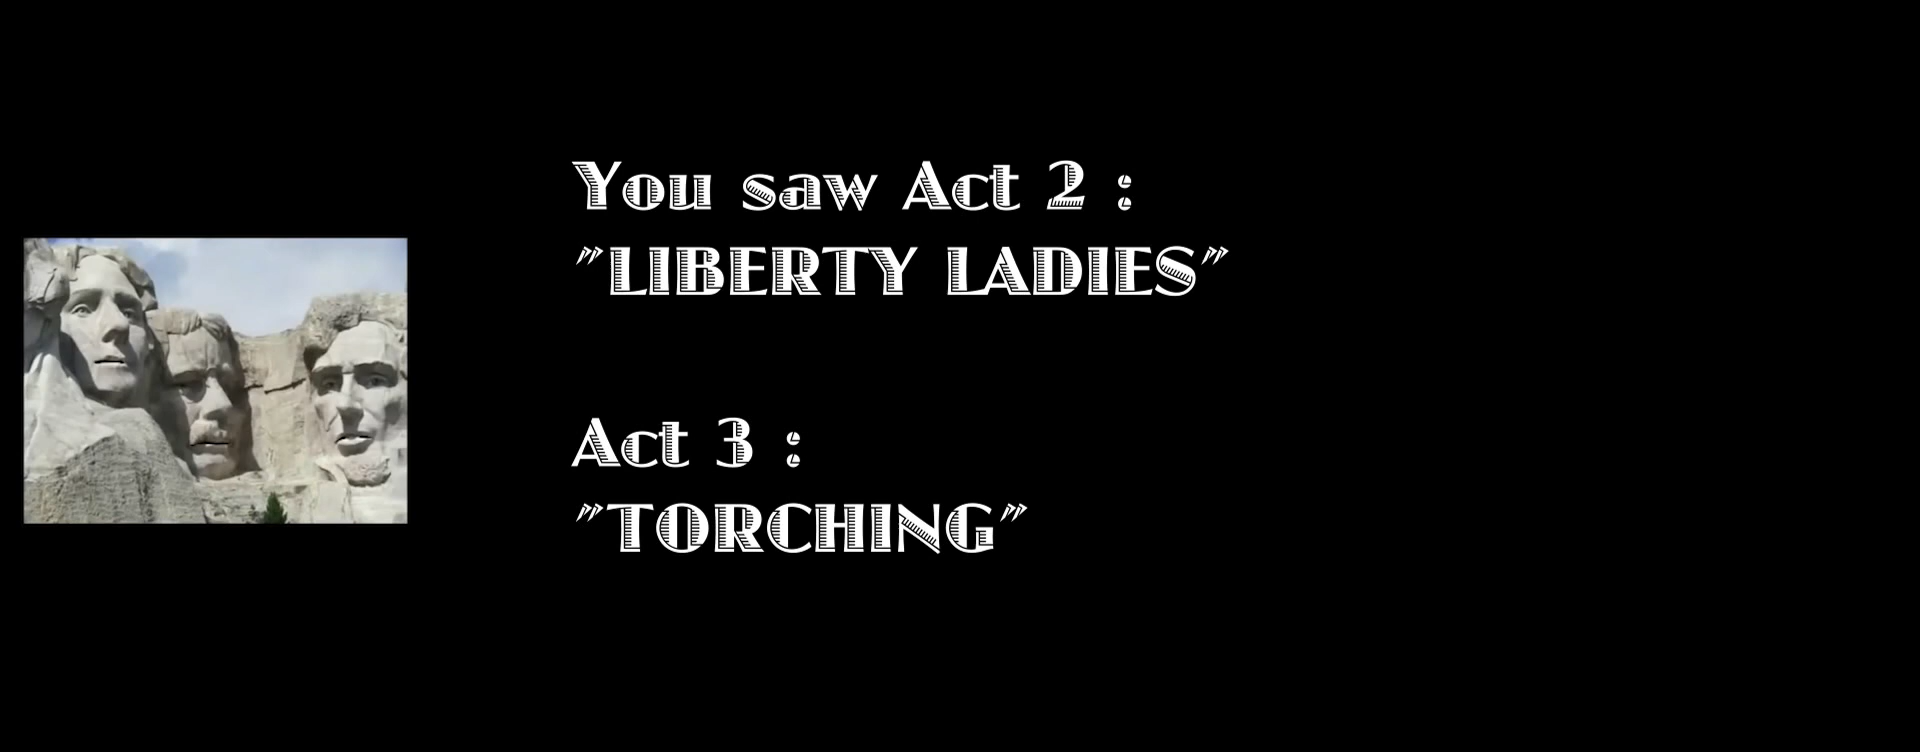 You saw Act 2 :
"LIBERTY LADIES"
Act 3 :
"TORCHING"